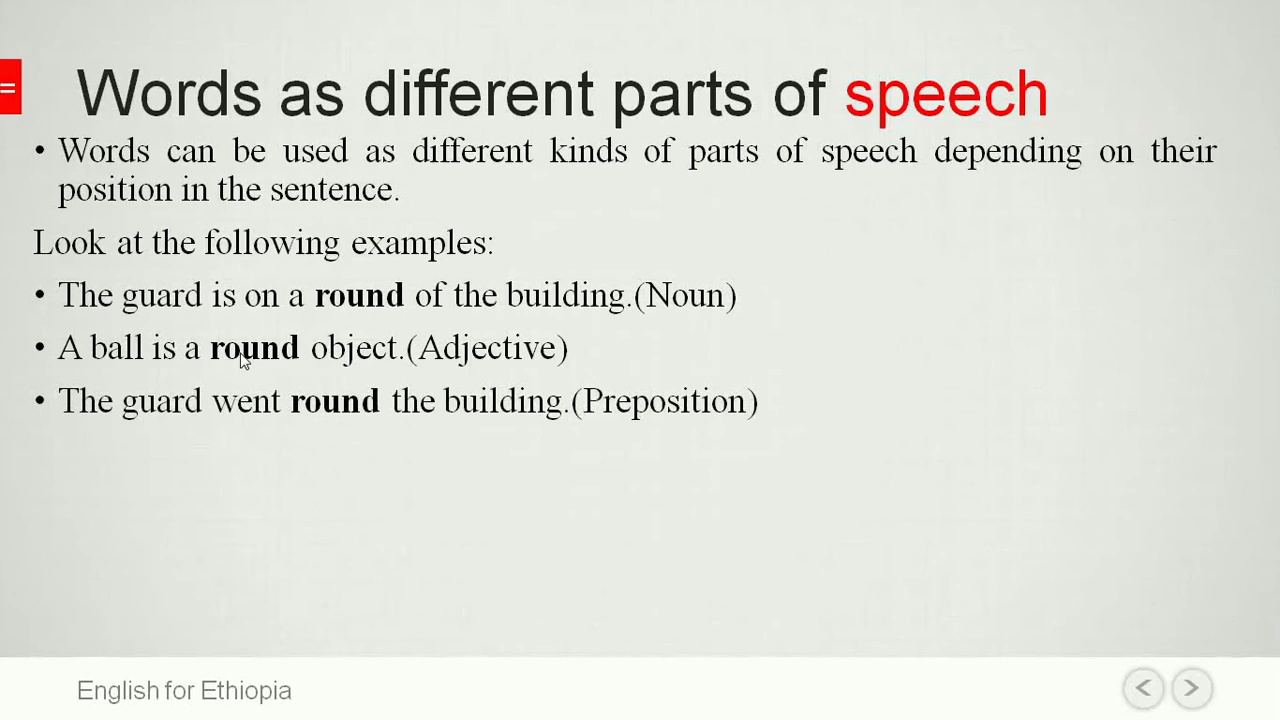 =
Words as different parts of speech
• Words can be used as different kinds of parts of speech depending on their
position in the sentence.
Look at the following examples:
• The guard is on a round of the building.(Noun)
• A ball is a round object.(Adjective)
• The guard went round the building.(Preposition)
English for Ethiopia
< >